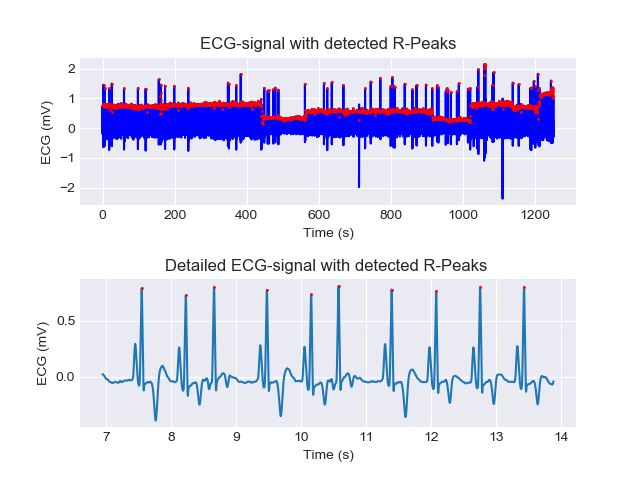 ECG-signal with detected R-Peaks
2
1
0
−1
−2
ECG (mV)
0 200 400 600 800 1000 1200
Time (s)
Detailed ECG-signal with detected R-Peaks
0.5
0.0
ECG (mV)
7 8 9 10 11 12 13 14
Time (s)